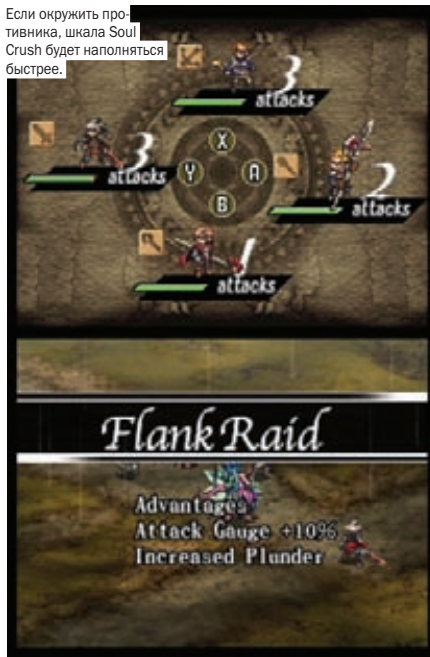 Если окружить про-
тивника, шкала Soul
Crush будет наполняться
быстрее.
3
attacks
X
3
attacks
Y
A
2
attacks
B
1
attacks
Flank Raid
Advantages
Attack Gauge +10%
Increased Plunder